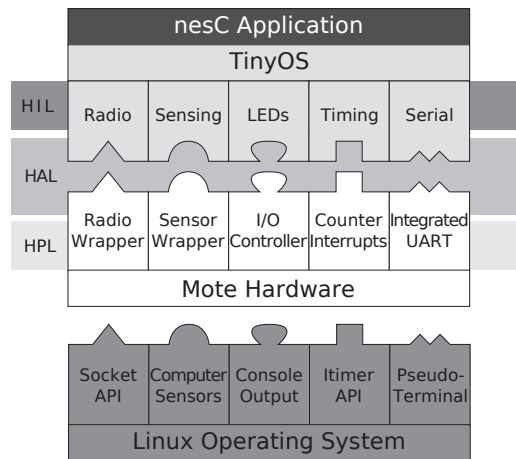 nesC Application
TinyOS
HIL
Radio Sensing LEDs Timing Serial
HAL
Radio Sensor I/O Counter Integrated
Wrapper Wrapper Controller Interrupts UART
HPL
Mote Hardware
Socket Computer Console Itimer Pseudo-
API Sensors Output API Terminal
Linux Operating System